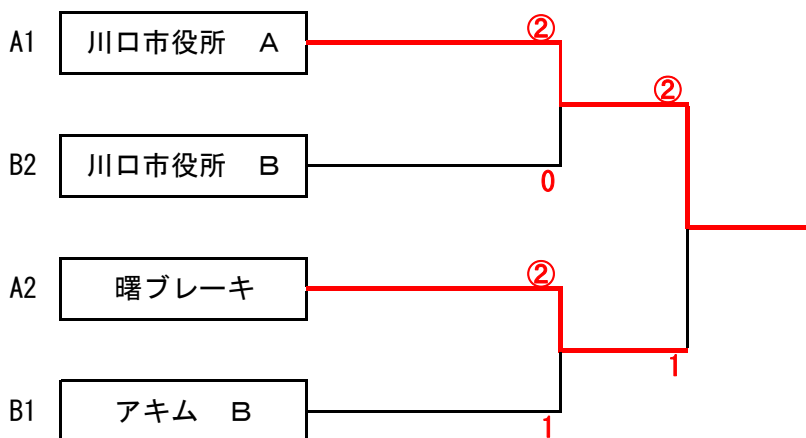 A1 川口市役所 A ②
②
B2 川口市役所 B 0
A2 曙ブレーキ ②
1
B1 アキム B 1